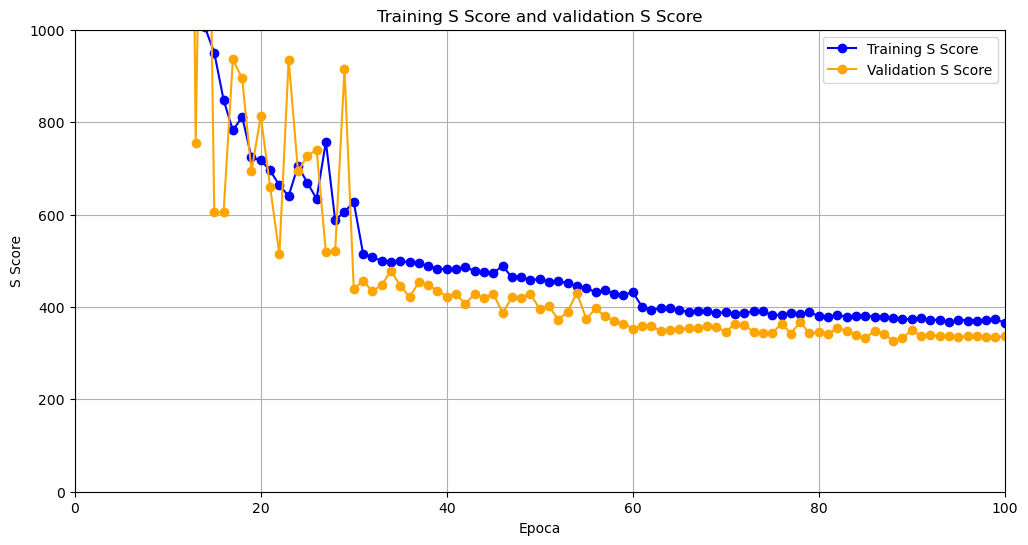 Training S Score and validation S Score
Training S Score
Validation S Score
S Score
1000
800
600
400
200
0
0 20 40 60 80 100
Epoca